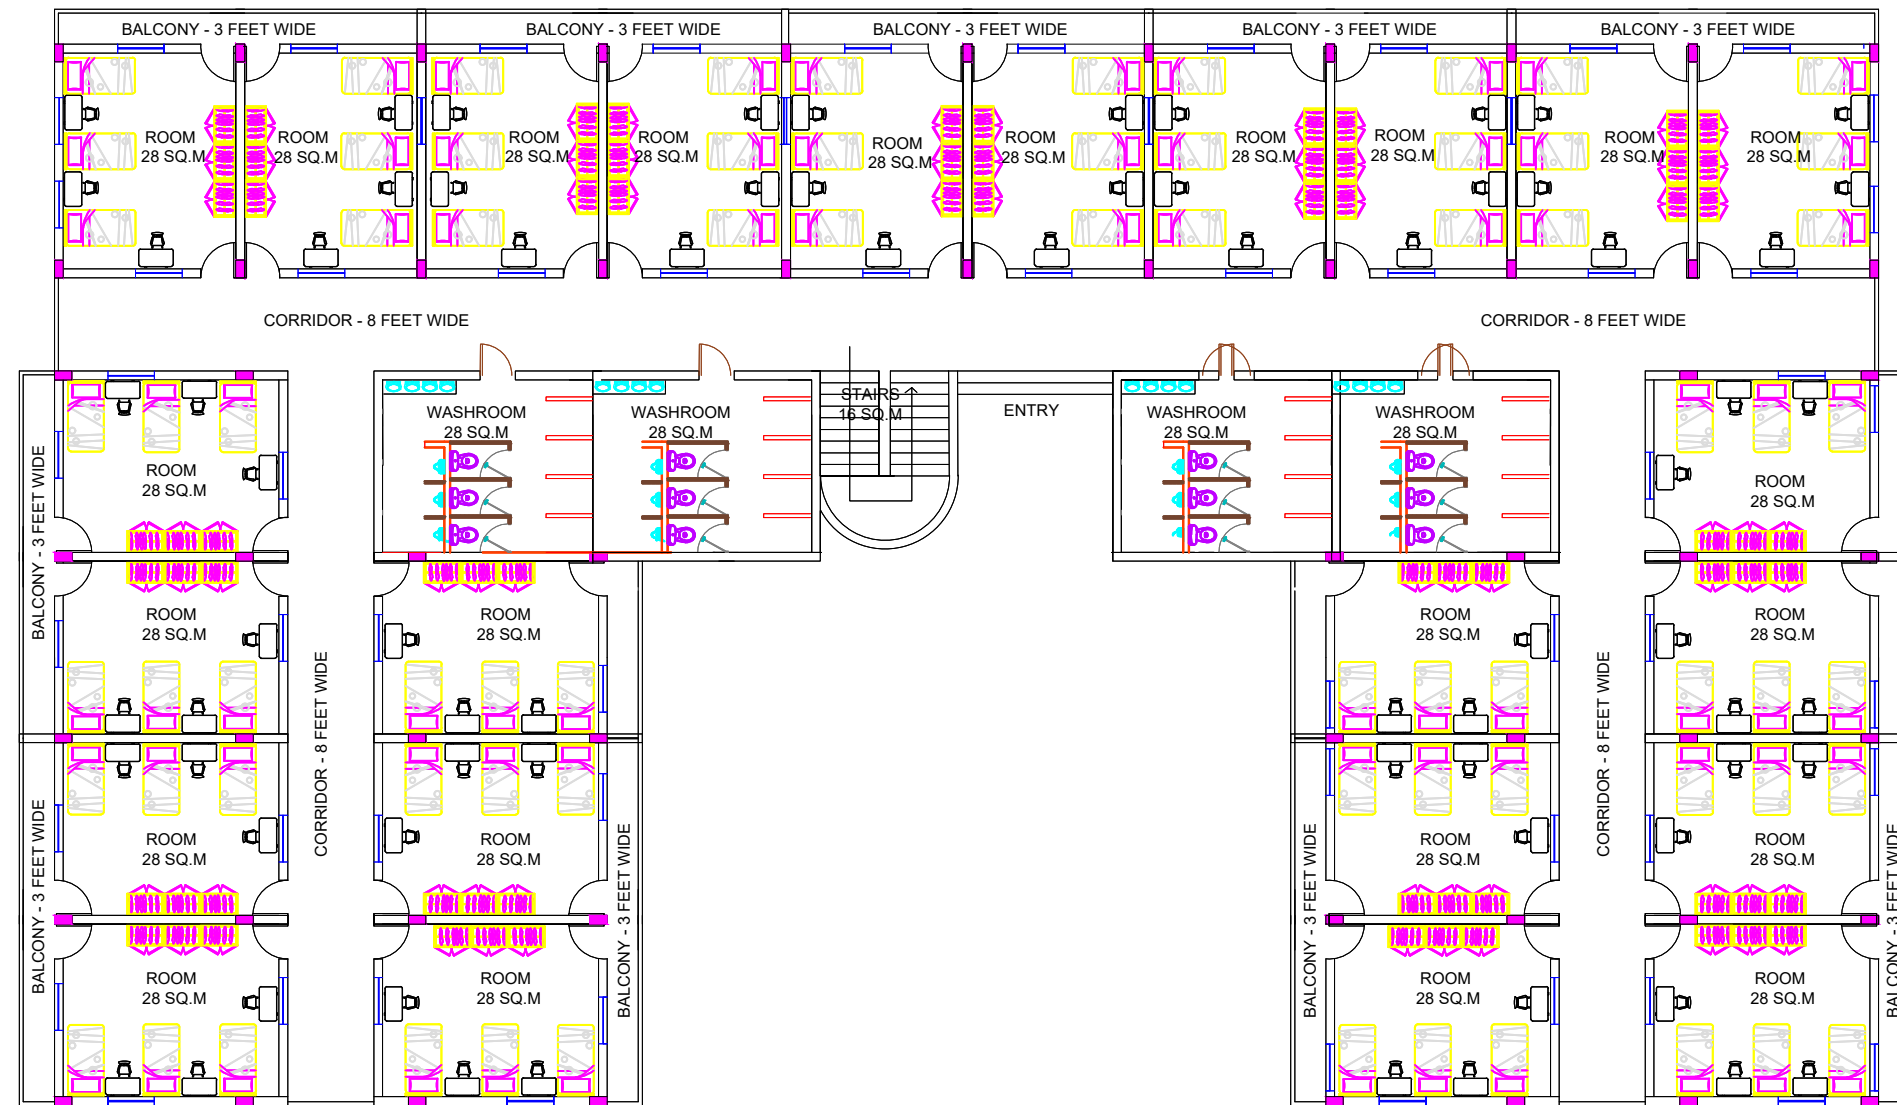 BALCONY - 3 FEET WIDE
BALCONY - 3 FEET WIDE
BALCONY - 3 FEET WIDE
BALCONY - 3 FEET WIDE
BALCONY - 3 FEET WIDE
ROOM
28 SQ.M
ROOM
28 SQ.M
ROOM
28 SQ.M
ROOM
28 SQ.M
ROOM
28 SQ.M
ROOM
28 SQ.M
ROOM
28 SQ.M
ROOM
28 SQ.M
ROOM
28 SQ.M
ROOM
28 SQ.M
CORRIDOR - 8 FEET WIDE
CORRIDOR - 8 FEET WIDE
WASHROOM
28 SQ.M
WASHROOM
28 SQ.M
STAIRS
16 SQ.M
ENTRY
WASHROOM
28 SQ.M
WASHROOM
28 SQ.M
BALCONY - 3 FEET WIDE
ROOM
28 SQ.M
ROOM
28 SQ.M
ROOM
28 SQ.M
ROOM
28 SQ.M
ROOM
28 SQ.M
ROOM
28 SQ.M
CORRIDOR - 8 FEET WIDE
CORRIDOR - 8 FEET WIDE
BALCONY - 3 FEET WIDE
ROOM
28 SQ.M
ROOM
28 SQ.M
BALCONY - 3 FEET WIDE
BALCONY - 3 FEET WIDE
ROOM
28 SQ.M
ROOM
28 SQ.M
BALCONY - 3 FEET WIDE
ROOM
28 SQ.M
ROOM
28 SQ.M
ROOM
28 SQ.M
ROOM
28 SQ.M